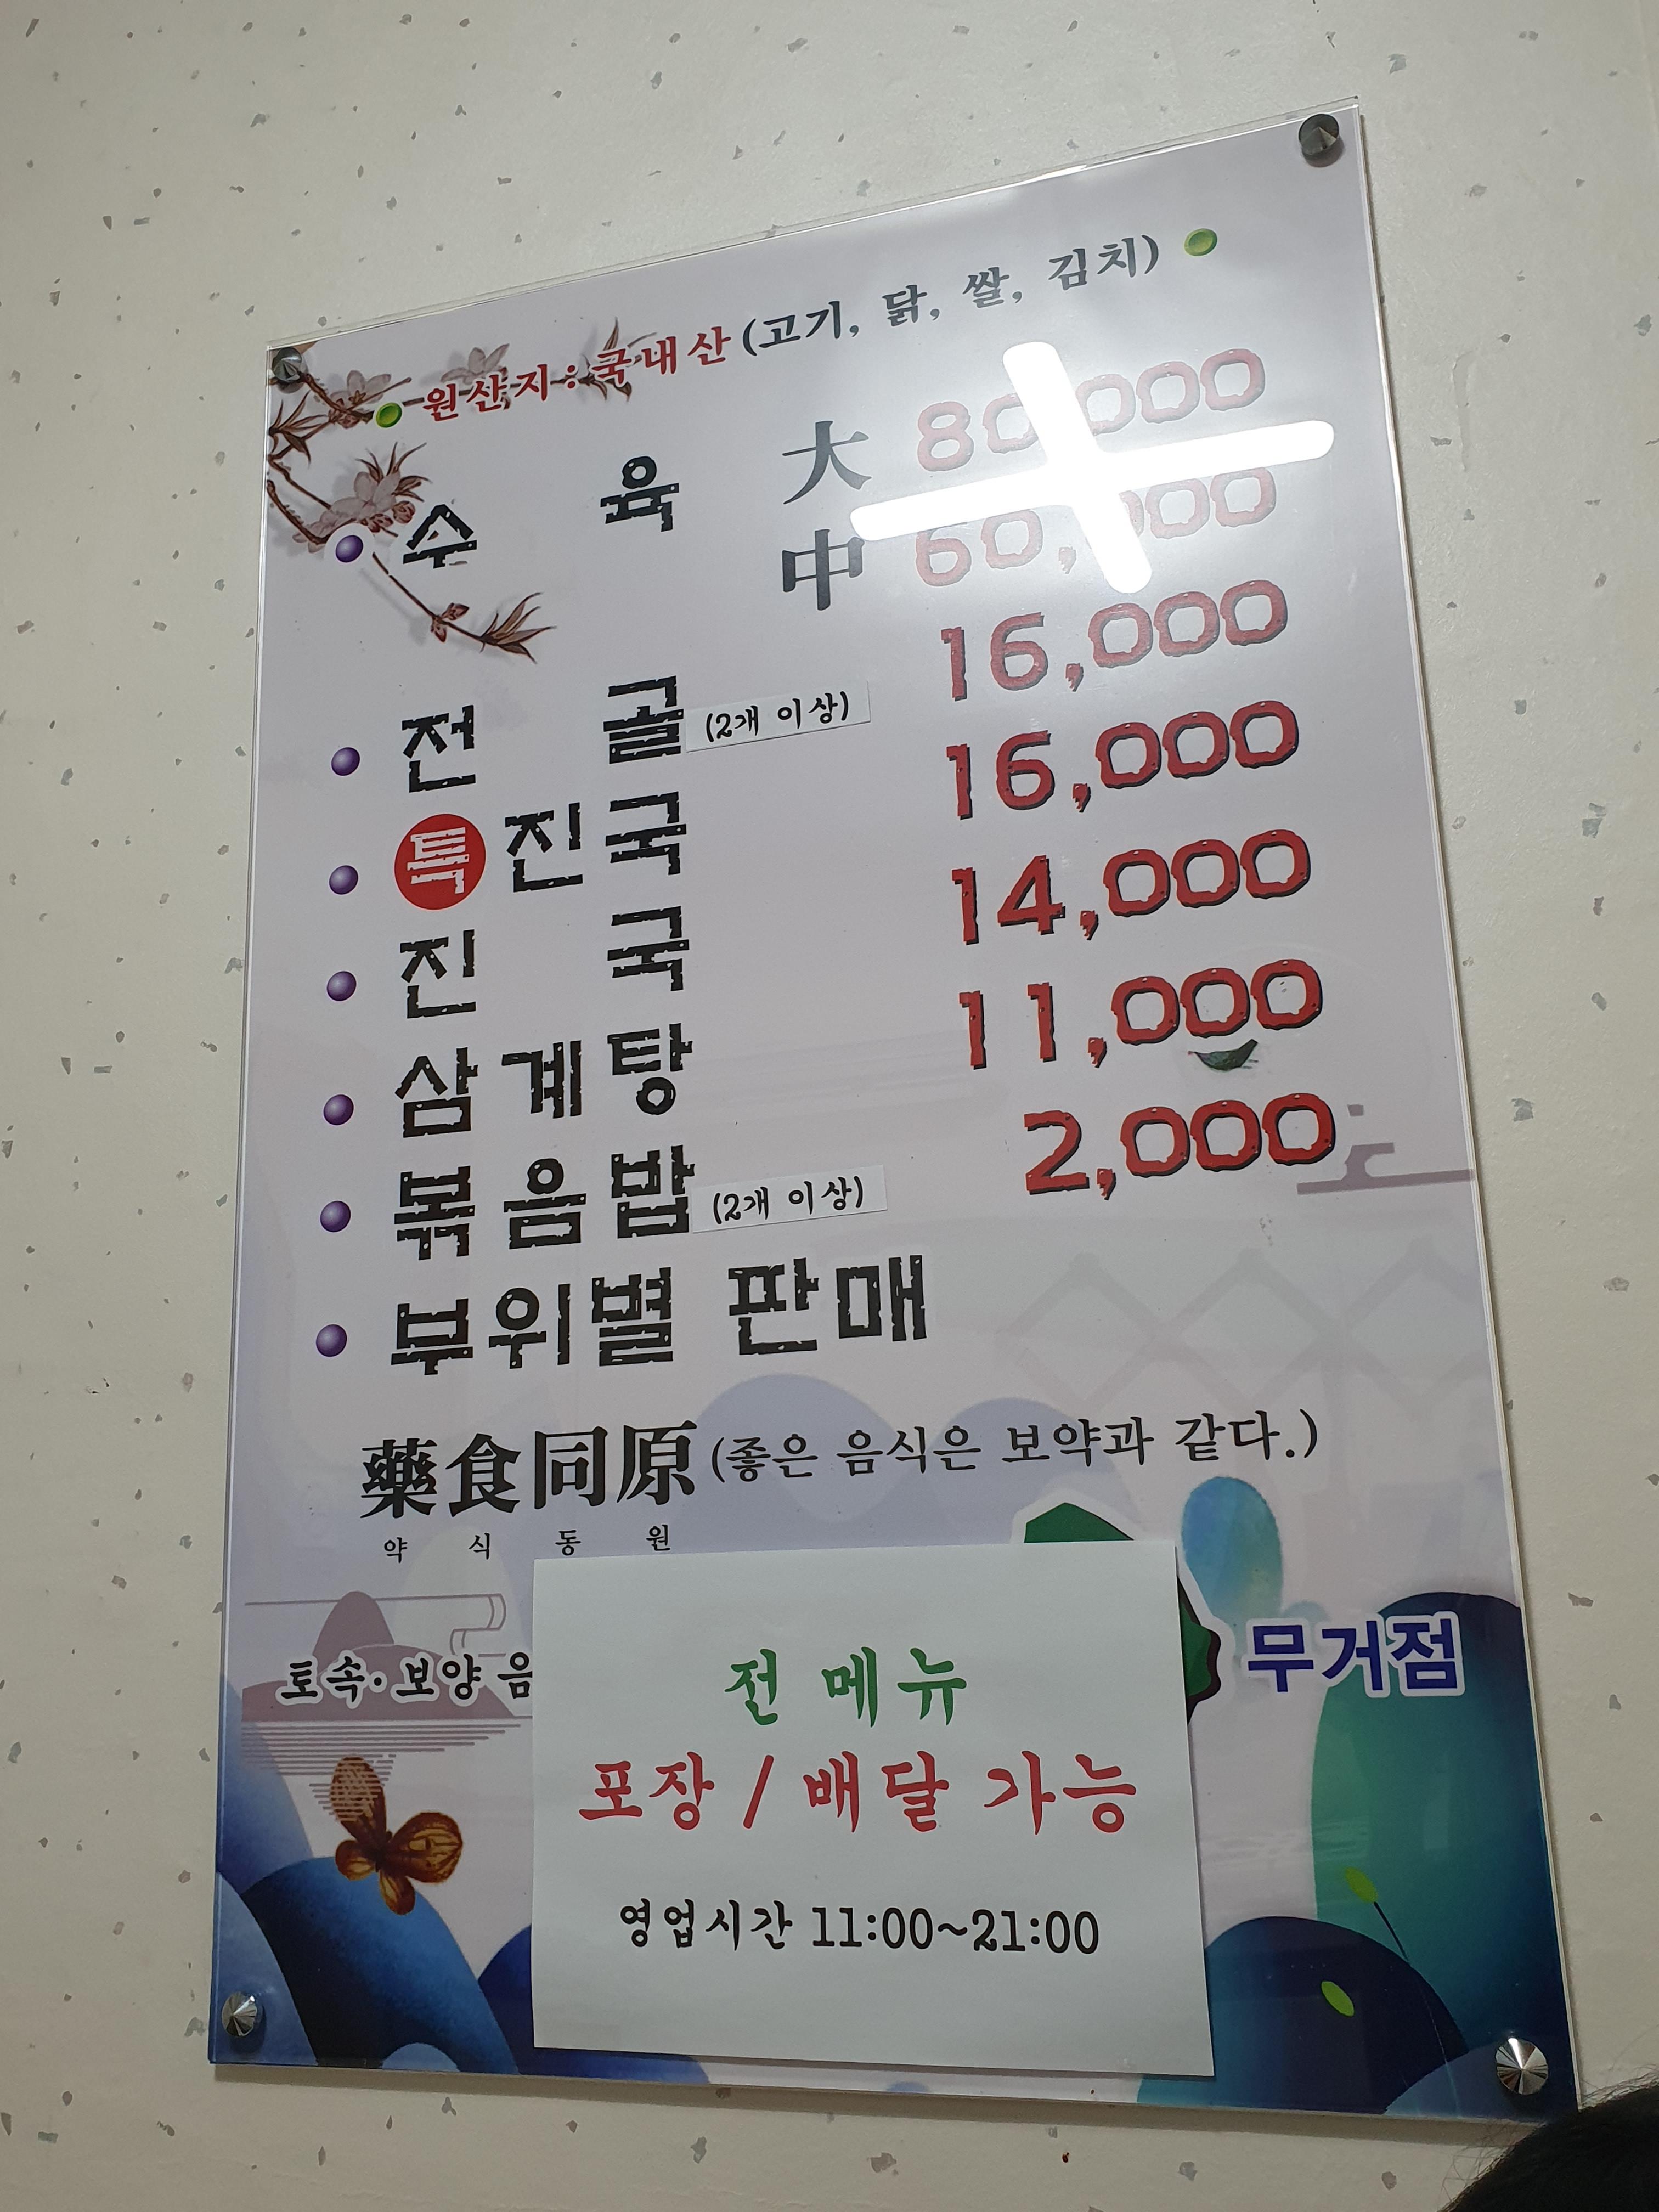 원산지 : 국내산 (고기, 닭, 쌀, 김치)
수육 大 80,000
中 60,000
전골 (2개 이상) 16,000
특 진국 16,000
진국 14,000
삼계탕 11,000
볶음밥 (2개 이상) 2,000
부위별 판매
藥食同原 (좋은 음식은 보약과 같다.)
약 식 동 원
토속·보양 음
무거점
전 메뉴
포장 / 배달 가능
영업시간 11:00~21:00